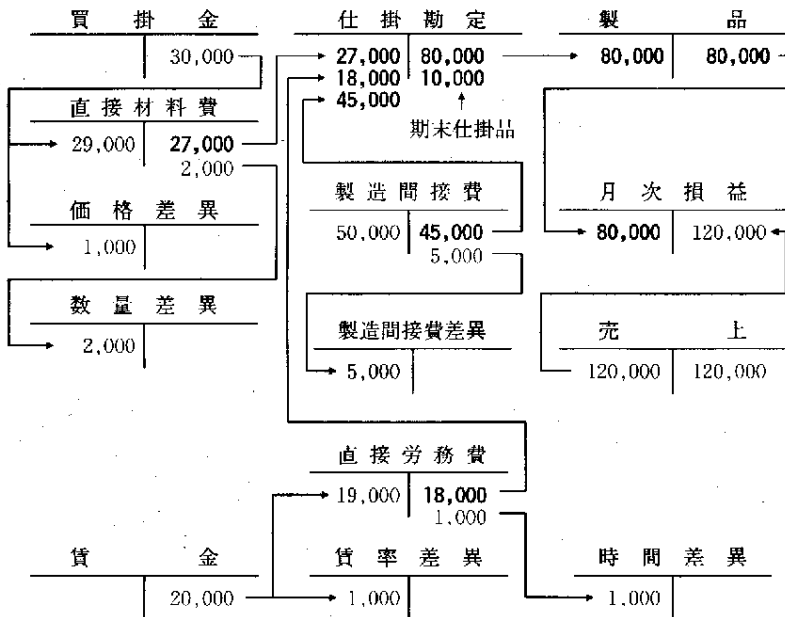 買掛金 仕掛勘定 製品
30,000 27,000 80,000 80,000 80,000
18,000 10,000
直接材料費 45,000
29,000 27,000 期末仕掛品
2,000
製造間接費 月次損益
価格差異 50,000 45,000 80,000 120,000
1,000 5,000
数量差異 製造間接費差異 売上
2,000 5,000 120,000 120,000
直接労務費
19,000 18,000
1,000
賃金 賃率差異 時間差異
20,000 1,000 1,000